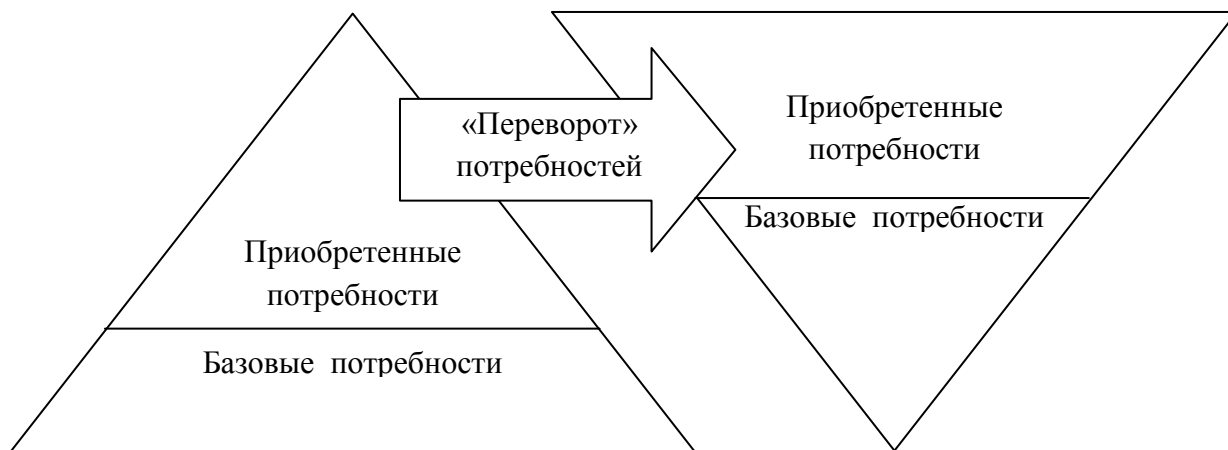 «Переворот»
потребностей
Приобретенные
потребности
Базовые потребности
Приобретенные
потребности
Базовые потребности